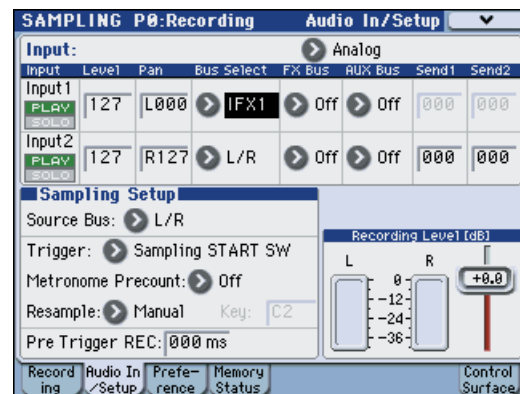 SAMPLING P0:Recording Audio In/Setup
Input: Analog
Input Level Pan Bus Select FX Bus AUX Bus Send1 Send2
Input1
PLAY 127 L000 IFX1 Off Off 000 000
SOLO
Input2
PLAY 127 R127 L/R Off Off 000 000
SOLO
Sampling Setup
Source Bus: L/R
Trigger: Sampling START SW
Metronome Precount: Off
Resample: Manual Key: C2
Pre Trigger REC: 000 ms
Recording Level [dB]
L R
0 +0.0
-12
-24
-36
Recording Audio In/Setup Prefe-rence Memory Status Control Surface